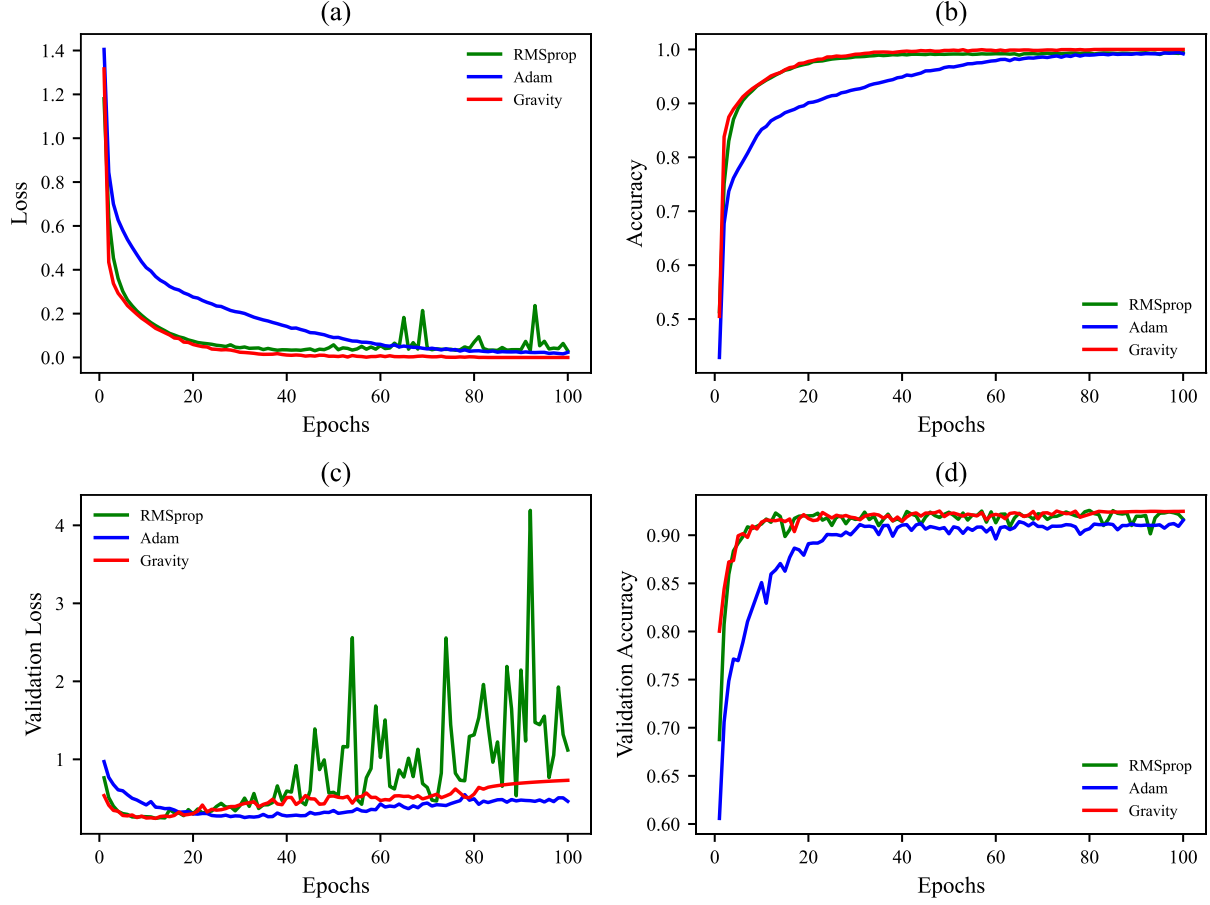 (a)
Loss
1.4
1.2
1.0
0.8
0.6
0.4
0.2
0.0
RMSprop
Adam
Gravity
0 20 40 60 80 100
Epochs
(b)
Accuracy
1.0
0.9
0.8
0.7
0.6
0.5
RMSprop
Adam
Gravity
0 20 40 60 80 100
Epochs
(c)
Validation Loss
4
3
2
1
RMSprop
Adam
Gravity
0 20 40 60 80 100
Epochs
(d)
Validation Accuracy
0.90
0.85
0.80
0.75
0.70
0.65
0.60
RMSprop
Adam
Gravity
0 20 40 60 80 100
Epochs